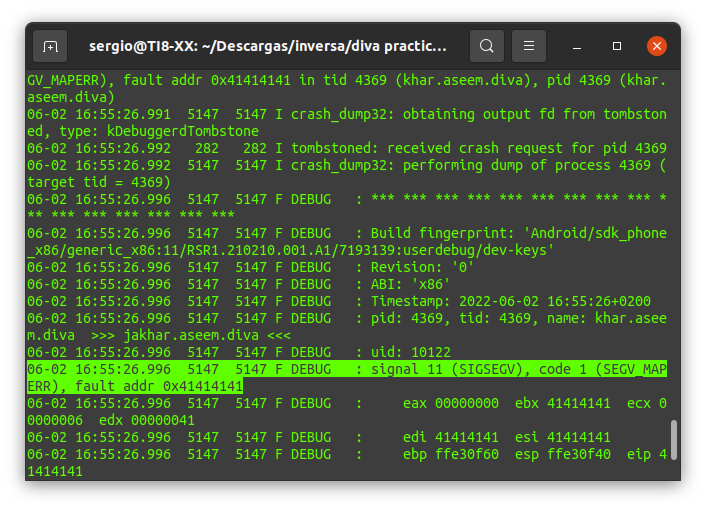 sergio@TI8-XX: ~/Descargas/inversa/diva practic...
GV_MAPERR), fault addr 0x41414141 in tid 4369 (khar.aseem.diva), pid 4369 (khar.
aseem.diva)
06-02 16:55:26.991  5147  5147 I crash_dump32: obtaining output fd from tombston
ed, type: kDebuggerdTombstone
06-02 16:55:26.992   282   282 I tombstoned: received crash request for pid 4369
06-02 16:55:26.992  5147  5147 I crash_dump32: performing dump of process 4369 (
target tid = 4369)
06-02 16:55:26.996  5147  5147 F DEBUG   : *** *** *** *** *** *** *** *** *** *
** *** *** *** *** *** ***
06-02 16:55:26.996  5147  5147 F DEBUG   : Build fingerprint: 'Android/sdk_phone
_x86/generic_x86:11/RSR1.210210.001.A1/7193139:userdebug/dev-keys'
06-02 16:55:26.996  5147  5147 F DEBUG   : Revision: '0'
06-02 16:55:26.996  5147  5147 F DEBUG   : ABI: 'x86'
06-02 16:55:26.996  5147  5147 F DEBUG   : Timestamp: 2022-06-02 16:55:26+0200
06-02 16:55:26.996  5147  5147 F DEBUG   : pid: 4369, tid: 4369, name: khar.asee
m.diva  >>> jakhar.aseem.diva <<<
06-02 16:55:26.996  5147  5147 F DEBUG   : uid: 10122
06-02 16:55:26.996  5147  5147 F DEBUG   : signal 11 (SIGSEGV), code 1 (SEGV_MAP
ERR), fault addr 0x41414141
06-02 16:55:26.996  5147  5147 F DEBUG   :     eax 00000000  ebx 41414141  ecx 0
0000006  edx 00000041
06-02 16:55:26.996  5147  5147 F DEBUG   :     edi 41414141  esi 41414141
06-02 16:55:26.996  5147  5147 F DEBUG   :     ebp ffe30f60  esp ffe30f40  eip 4
1414141